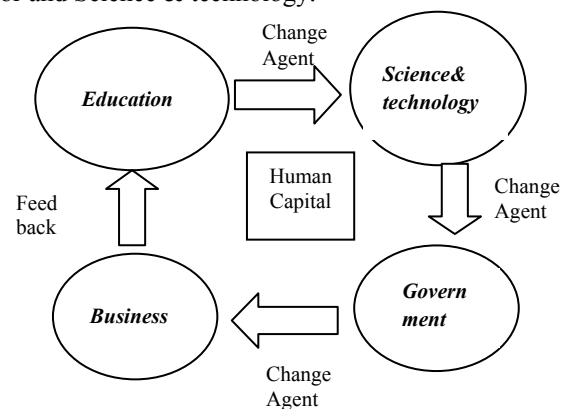 or and Science & technology.
Change
Agent
Education
Science&
technology
Human
Capital
Change
Agent
Feed
back
Business
Govern
ment
Change
Agent